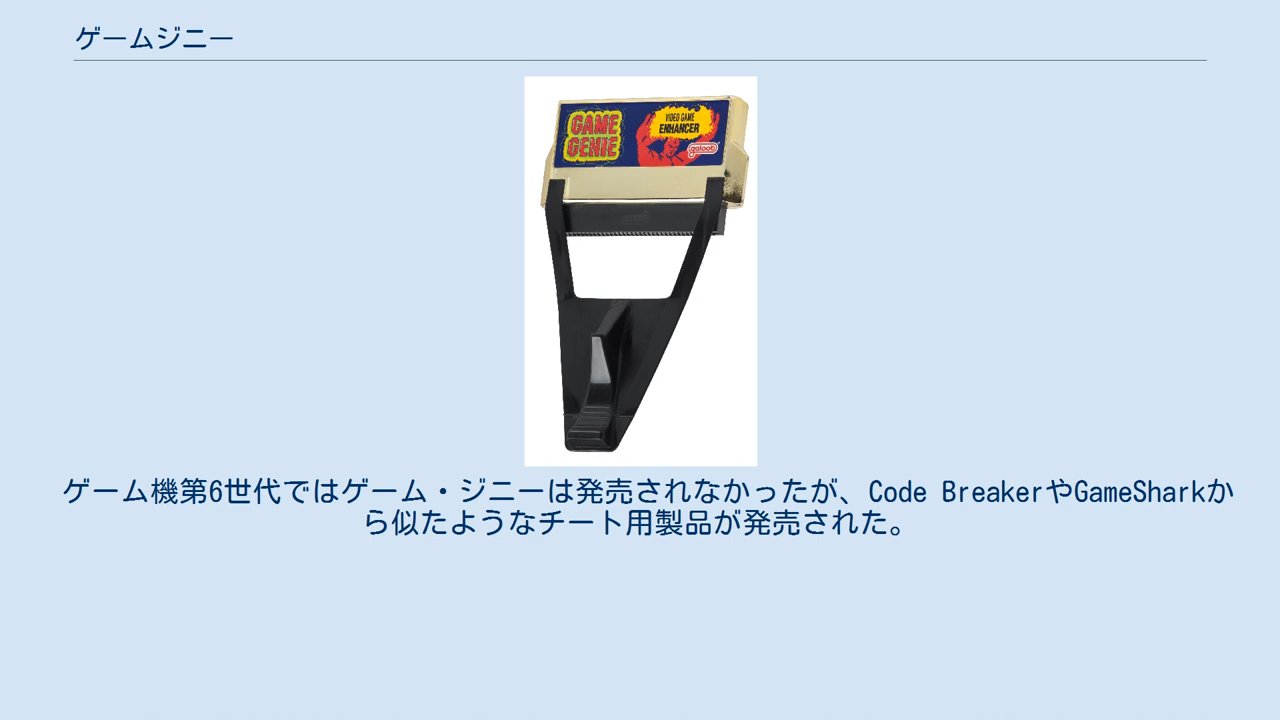 ゲームジニー
GAME
GENIE
VIDEO GAME
ENHANCER
galoob
ゲーム機第6世代ではゲーム・ジニーは発売されなかったが、Code BreakerやGameSharkか
ら似たようなチート用製品が発売された。